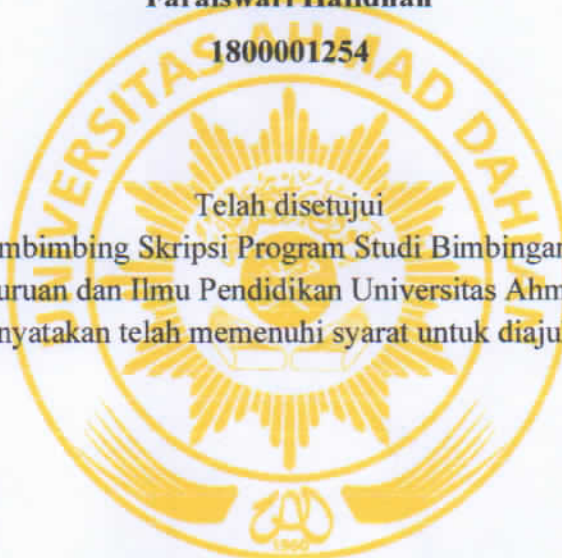 1800001254
UNIVERSITAS AHMAD DAHLAN
Telah disetujui
mbimbing Skripsi Program Studi Bimbingan
uruan dan Ilmu Pendidikan Universitas Ahm
nyatakan telah memenuhi syarat untuk diaju
1960